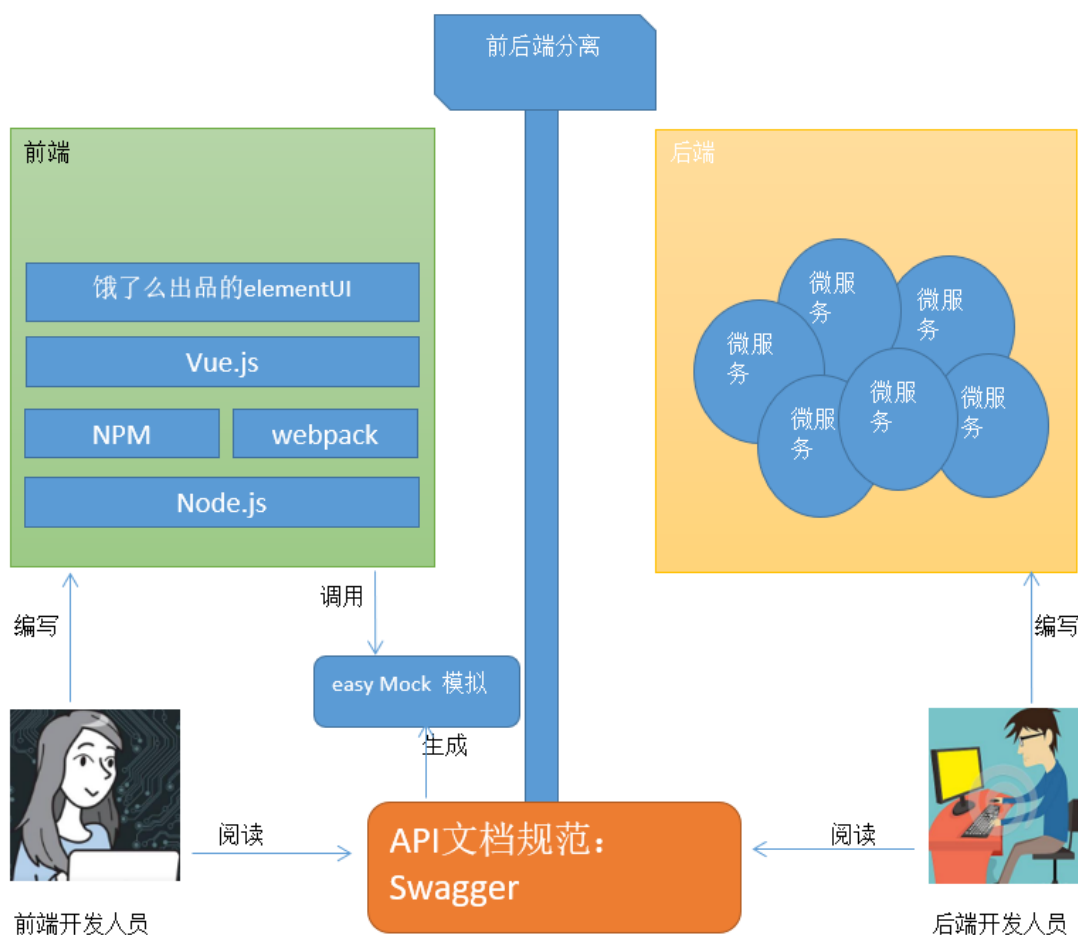 前后端分离
前端
饿了么出品的elementUI
Vue.js
NPM
webpack
Node.js
后端
微服
务
微服
务
微服
务
微服
务
微服
务
微服
务
编写
调用
easy Mock 模拟
生成
编写
阅读
API文档规范：
Swagger
阅读
前端开发人员
后端开发人员